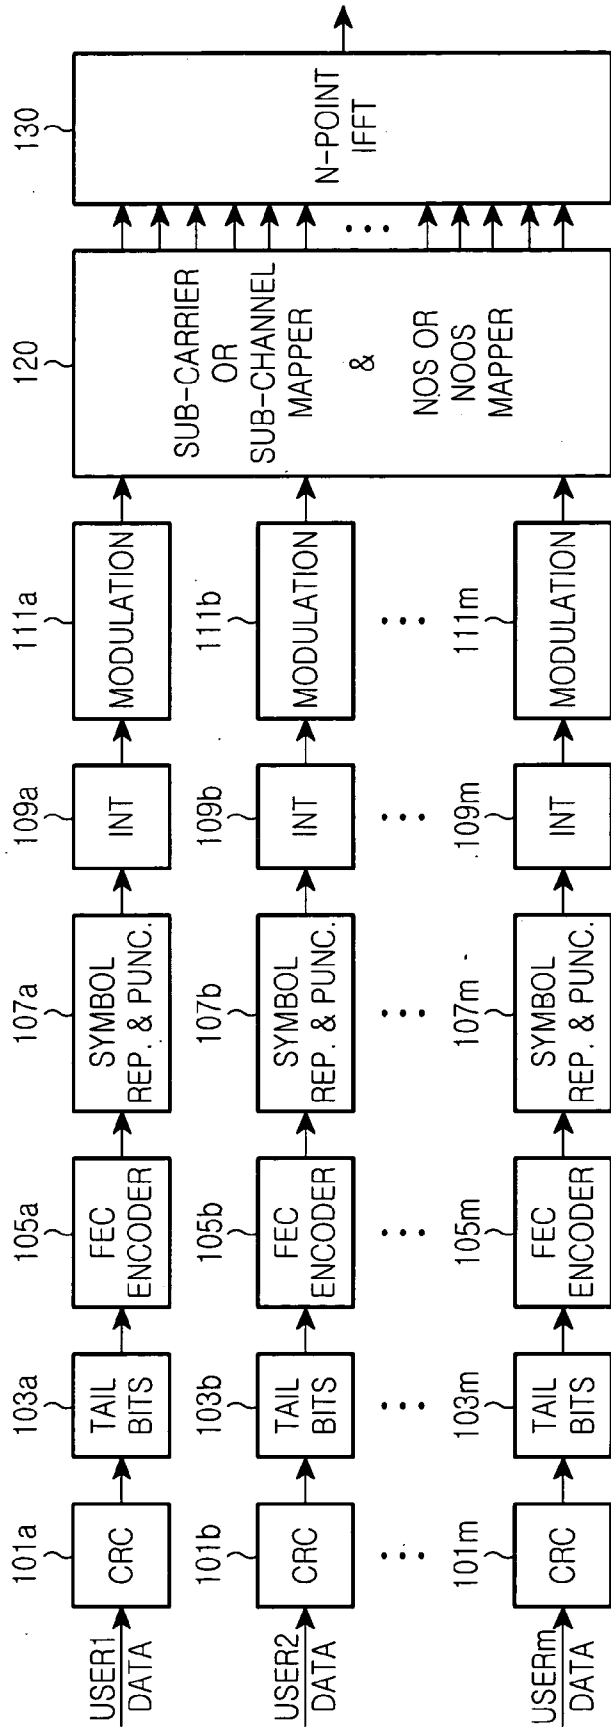 USER1
DATA
101a
CRC
103a
TAIL
BITS
105a
FEC
ENCODER
107a
SYMBOL
REP. & PUNC.
109a
INT
111a
MODULATION
USER2
DATA
101b
CRC
103b
TAIL
BITS
105b
FEC
ENCODER
107b
SYMBOL
REP. & PUNC.
109b
INT
111b
MODULATION
USERm
DATA
101m
CRC
103m
TAIL
BITS
105m
FEC
ENCODER
107m
SYMBOL
REP. & PUNC.
109m
INT
111m
MODULATION
120
SUB-CARRIER
OR
SUB-CHANNEL
MAPPER
&
NOS OR
NOOS
MAPPER
130
N-POINT
IFFT